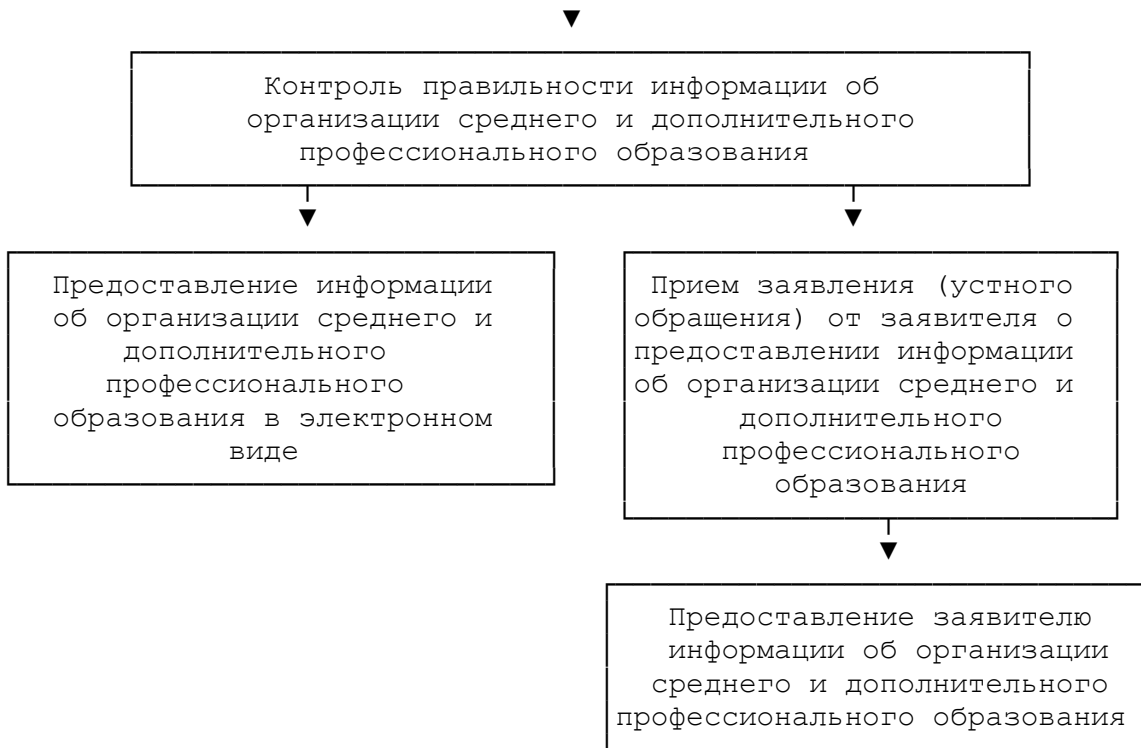 Контроль правильности информации об
организации среднего и дополнительного
профессионального образования
Предоставление информации
об организации среднего и
дополнительного
профессионального
образования в электронном
виде
Прием заявления (устного
обращения) от заявителя о
предоставлении информации
об организации среднего и
дополнительного
профессионального
образования
Предоставление заявителю
информации об организации
среднего и дополнительного
профессионального образования